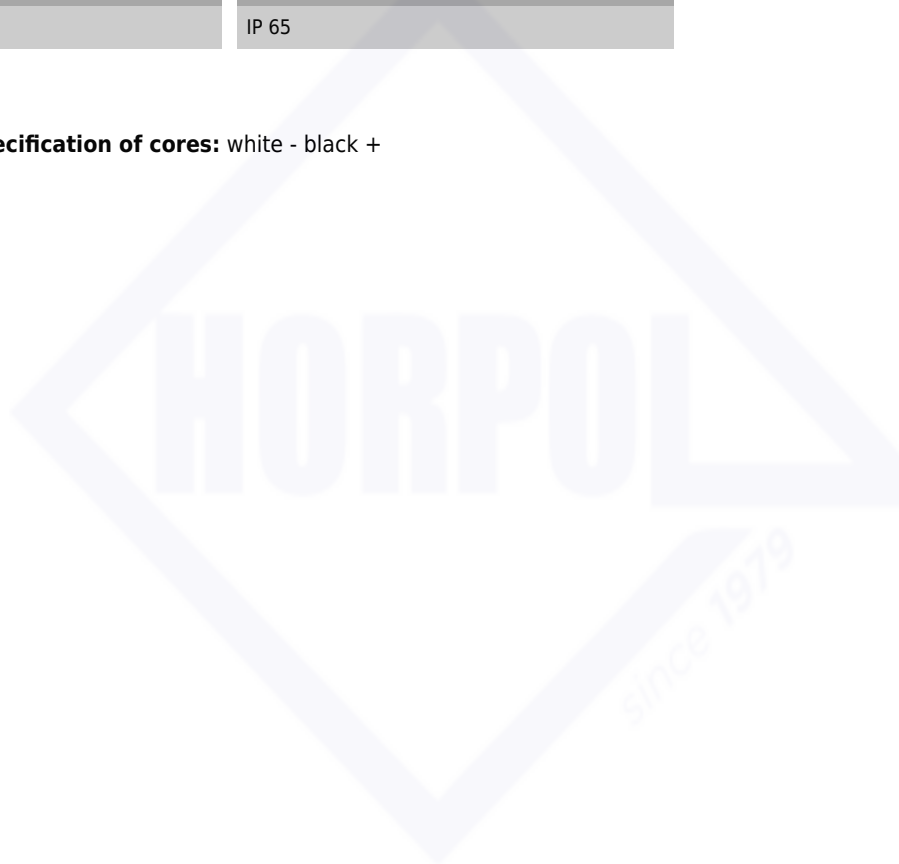 IP 65
ecification of cores: white - black +
HORPOL
since 1979